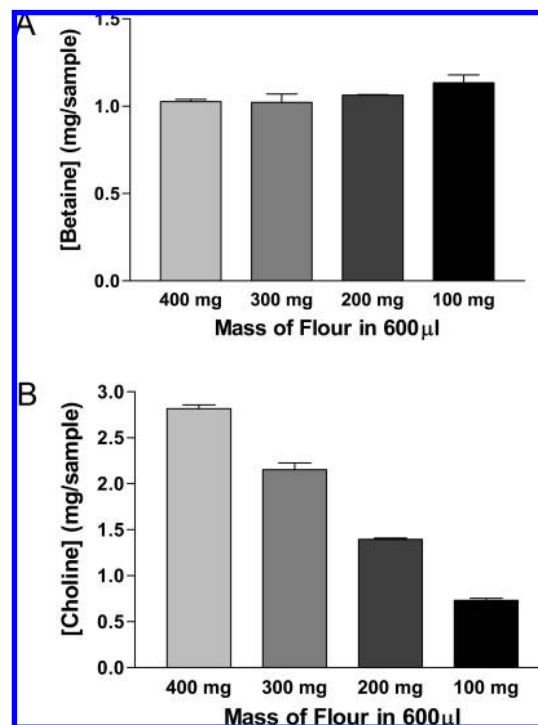 A
1.5
1.0
0.5
0.0
[Betaine] (mg/sample)
400 mg 300 mg 200 mg 100 mg
Mass of Flour in 600µl
B
3.0
2.5
2.0
1.5
1.0
0.5
0.0
[Choline] (mg/sample)
400 mg 300 mg 200 mg 100 mg
Mass of Flour in 600µl